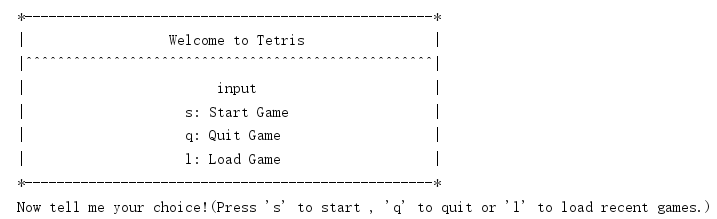 *---------------------------------------------------*
|                  Welcome to Tetris                |
|^^^^^^^^^^^^^^^^^^^^^^^^^^^^^^^^^^^^^^^^^^^^^^^^^^^|
|                        input                      |
|                    s: Start Game                  |
|                    q: Quit Game                   |
|                    l: Load Game                   |
*---------------------------------------------------*
Now tell me your choice!(Press 's' to start , 'q' to quit or 'l' to load recent games.)